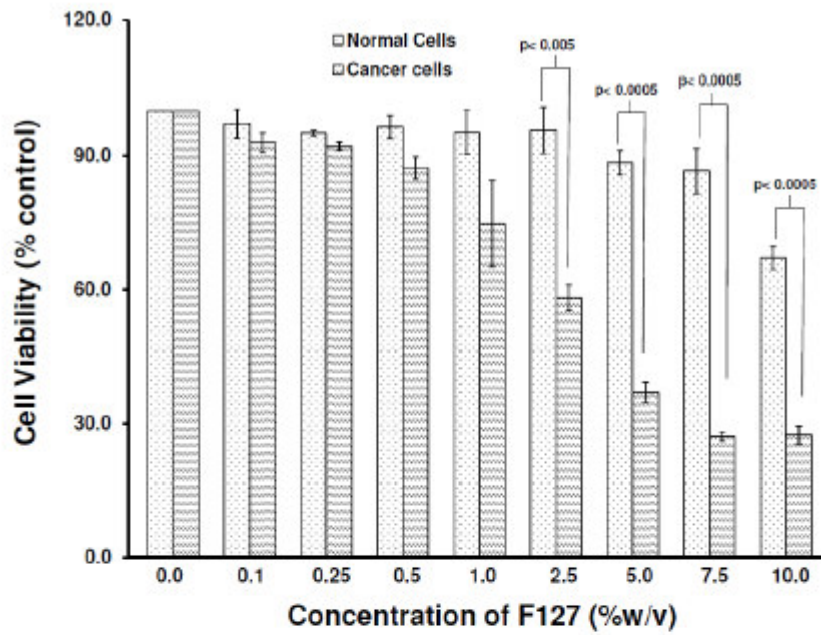 120.0
90.0
60.0
30.0
0.0
Cell Viability (% control)
Normal Cells
Cancer cells
p< 0.005
p< 0.0005
p< 0.0005
p< 0.0005
0.0 0.1 0.25 0.5 1.0 2.5 5.0 7.5 10.0
Concentration of F127 (%w/v)